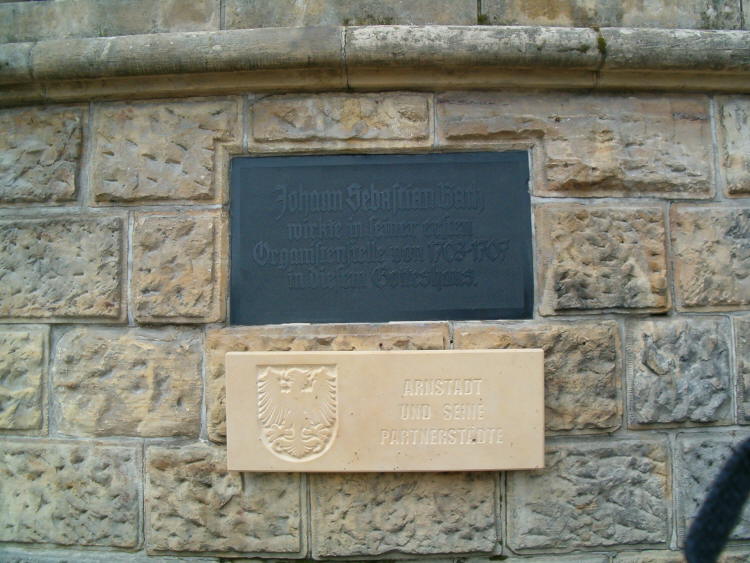 Johann Sebastian Bach
wirkte in seiner ersten
Organistenstelle von 1703-1707
in diesem Gotteshaus.
ARNSTADT
UND SEINE
PARTNERSTÄDTE